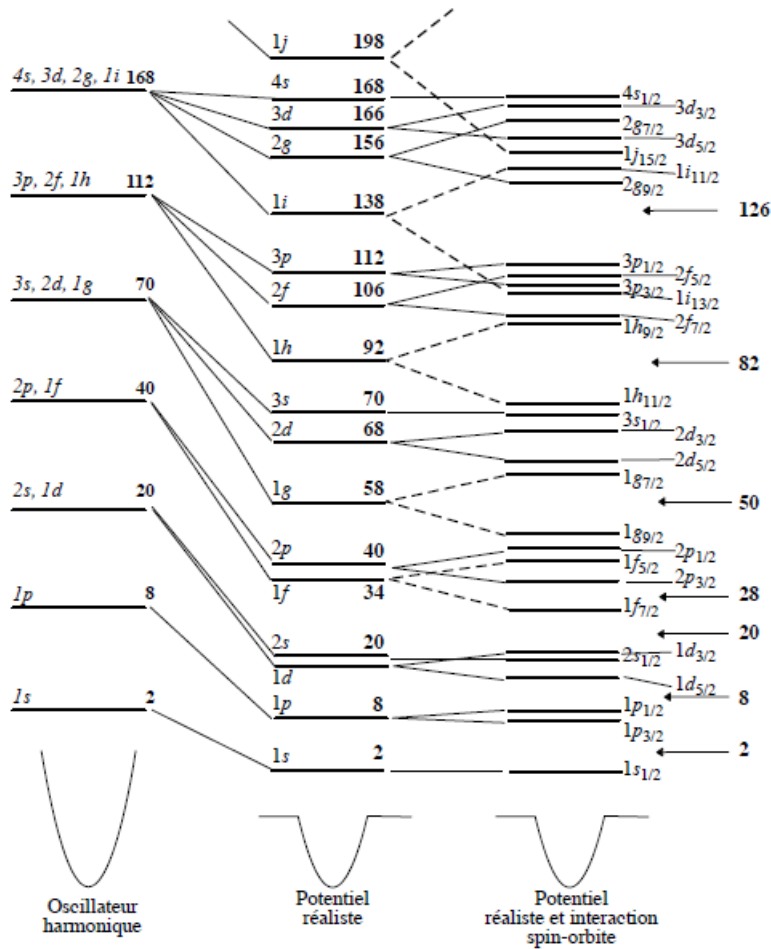 1j 198
4s, 3d, 2g, 1i 168
4s 168
3d 166
2g 156
4s1/2
3d3/2
2g7/2
3d5/2
1j15/2
1i11/2
2g9/2
3p, 2f, 1h 112
1i 138
126
3p 112
2f 106
3p1/2
2f5/2
3p3/2
1i13/2
2f7/2
1h9/2
3s, 2d, 1g 70
1h 92
82
2p, 1f 40
3s 70
2d 68
1h11/2
3s1/2
2d3/2
2d5/2
1g7/2
2s, 1d 20
1g 58
50
1g9/2
2p 40
1f 34
2p1/2
1f5/2
2p3/2
28
1f7/2
1p 8
20
2s 20
1d
1d3/2
2s1/2
1d5/2
8
1s 2
1p 8
1p1/2
1p3/2
2
1s 2
1s1/2
Oscillateur
harmonique
Potentiel
réaliste
Potentiel
réaliste et interaction
spin-orbite